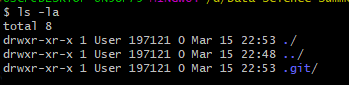 $ ls -la
total 8
drwxr-xr-x 1 User 197121 0 Mar 15 22:53 ./
drwxr-xr-x 1 User 197121 0 Mar 15 22:48 ../
drwxr-xr-x 1 User 197121 0 Mar 15 22:53 .git/